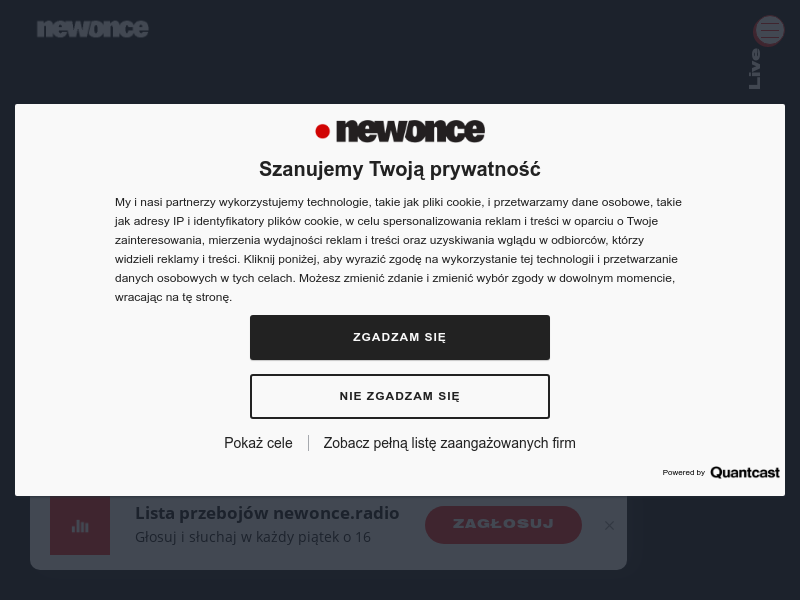 newonce
Live
newonce
Szanujemy Twoją prywatność
My i nasi partnerzy wykorzystujemy technologie, takie jak pliki cookie, i przetwarzamy dane osobowe, takie
jak adresy IP i identyfikatory plików cookie, w celu spersonalizowania reklam i treści w oparciu o Twoje
zainteresowania, mierzenia wydajności reklam i treści oraz uzyskiwania wglądu w odbiorców, którzy
widzieli reklamy i treści. Kliknij poniżej, aby wyrazić zgodę na wykorzystanie tej technologii i przetwarzanie
danych osobowych w tych celach. Możesz zmienić zdanie i zmienić wybór zgody w dowolnym momencie,
wracając na tę stronę.
ZGADZAM SIĘ
NIE ZGADZAM SIĘ
Pokaż cele
Zobacz pełną listę zaangażowanych firm
Powered by Quantcast
Lista przebojów newonce.radio
Głosuj i słuchaj w każdy piątek o 16
ZAGŁOSUJ